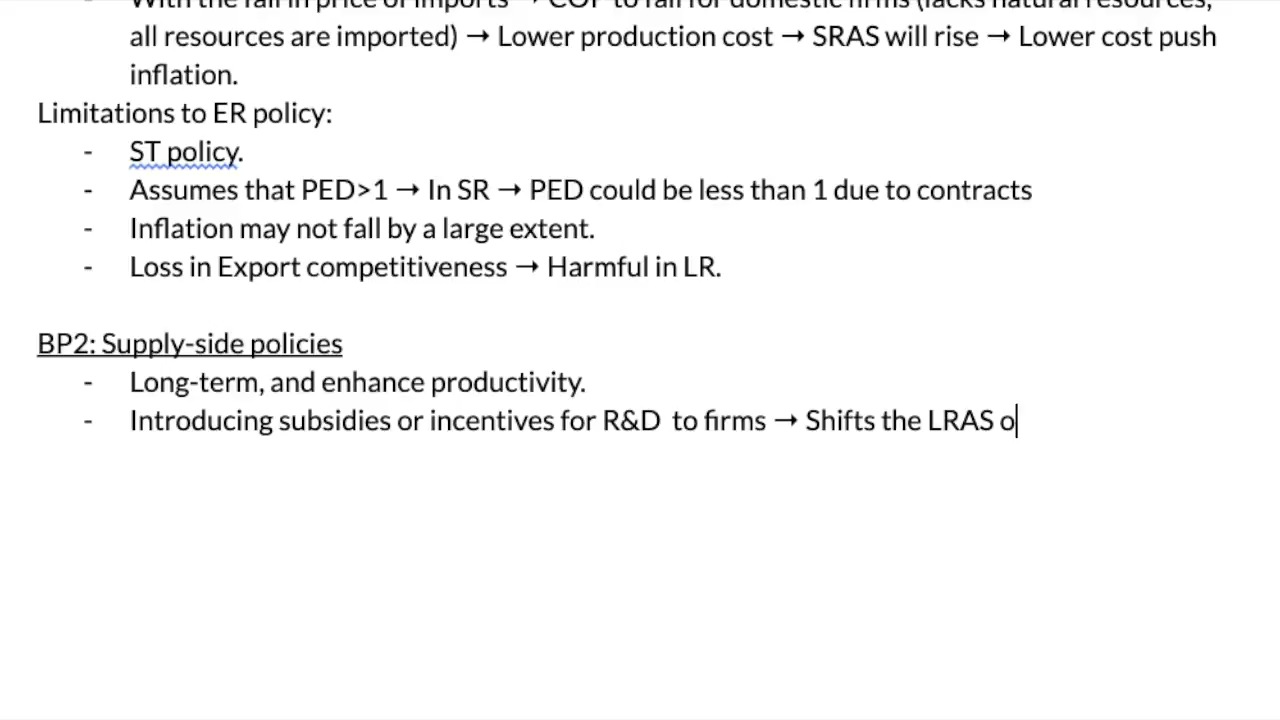 With the fall in price of imports → COP to fall for domestic firms (lacks natural resources,
all resources are imported) → Lower production cost → SRAS will rise → Lower cost push
inflation.
Limitations to ER policy:
- ST policy.
- Assumes that PED>1 → In SR → PED could be less than 1 due to contracts
- Inflation may not fall by a large extent.
- Loss in Export competitiveness → Harmful in LR.
BP2: Supply-side policies
- Long-term, and enhance productivity.
- Introducing subsidies or incentives for R&D  to firms → Shifts the LRAS o